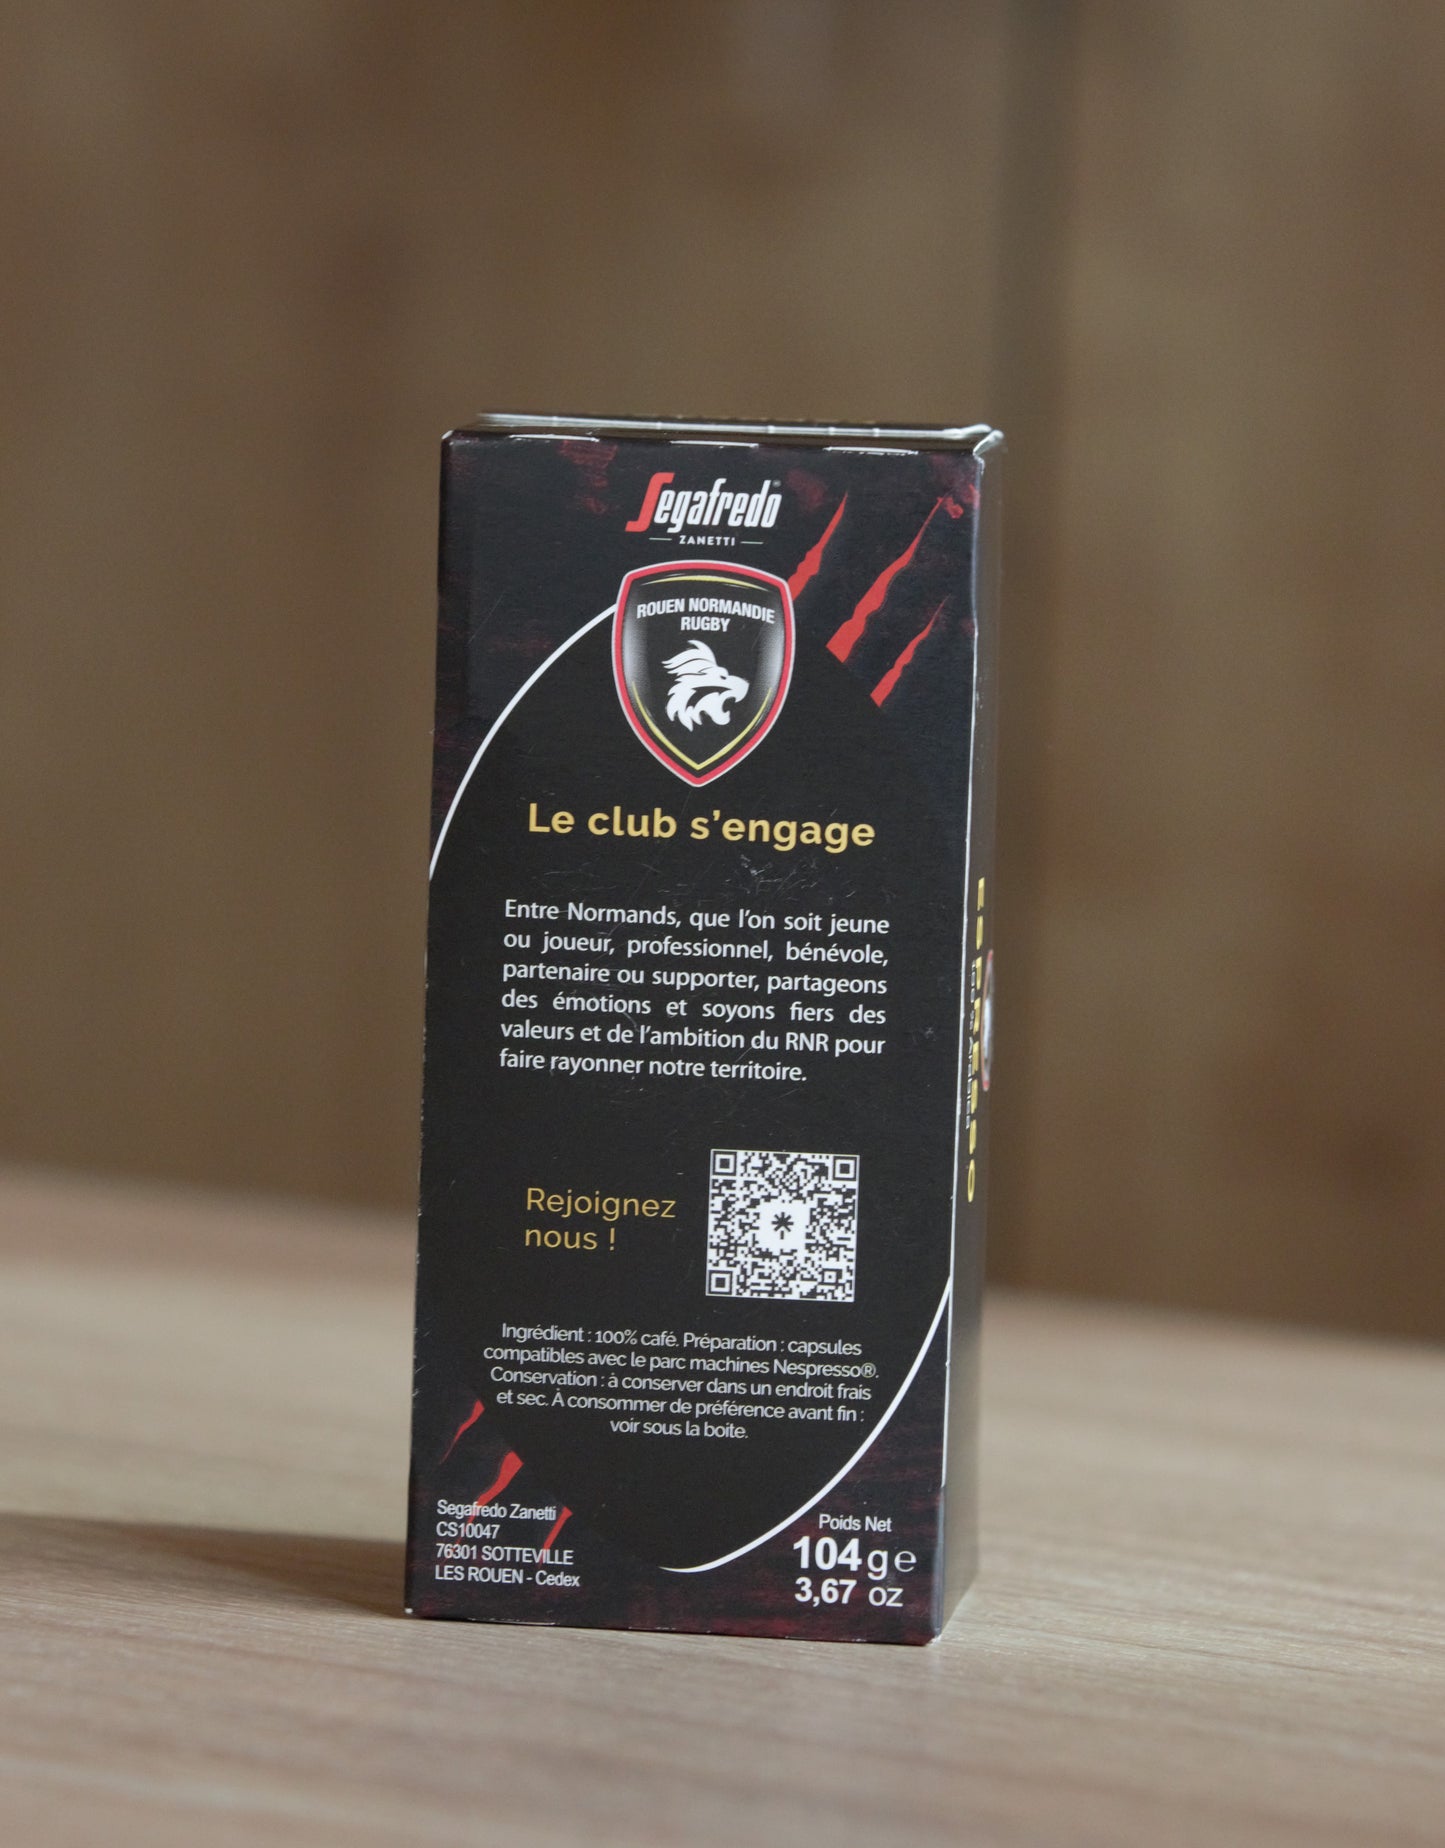 Segafredo
ZANETTI
ROUEN NORMANDIE
RUGBY
Le club s'engage
Entre Normands, que l'on soit jeune
ou joueur, professionnel, bénévole,
partenaire ou supporter, partageons
des émotions et soyons fiers des
valeurs et de l'ambition du RNR pour
faire rayonner notre territoire.
Rejoignez
nous !
Ingrédient : 100% café. Préparation : capsules
compatibles avec le parc machines Nespresso®.
Conservation : à conserver dans un endroit frais
et sec. À consommer de préférence avant fin :
voir sous la boite.
Segafredo Zanetti
CS10047
76301 SOTTEVILLE
LES ROUEN - Cedex
Poids Net
104 g e
3,67 oz
ESPRESSO